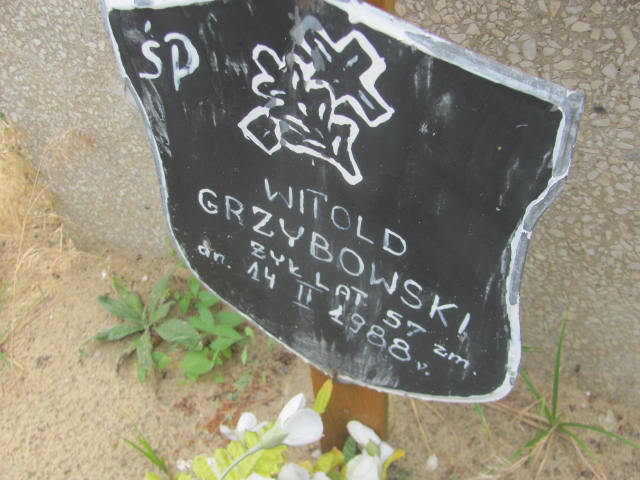 śp
WITOLD
GRZYBOWSKI
ŻYŁ LAT 57 zm.
dn. 14 II 1988 r.